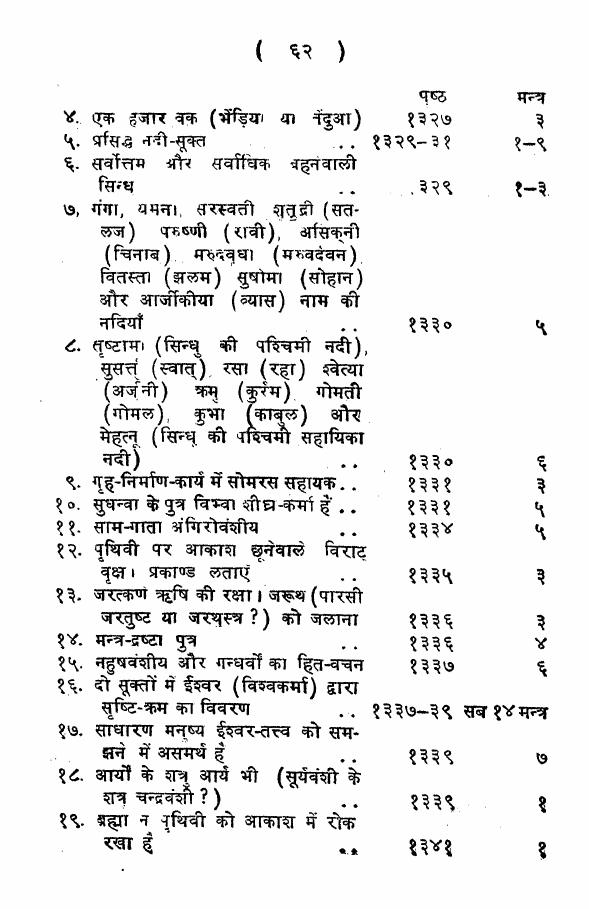 ( ६२ )
पृष्ठ मन्त्र
४. एक हजार वक (भेंड़िया या नंदुआ) १३२७ ३
५. प्रसिद्ध नदी-सूक्त .. १३२९-३१ १-९
६. सर्वोत्तम और सर्वाधिक बहनेवाली
सिन्ध .. ३२९ १-३
७, गंगा, यमना, सरस्वती शुतुद्री (सत-
लज) परुष्णी (रावी), असिक्नी
(चिनाब) मरुद्वृधा (मरुवर्दवन)
वितस्ता (झलम) सुषोमा (सोहान)
और आर्जीकीया (व्यास) नाम की
नदियाँ .. १३३० ५
८. तृष्टामा (सिन्धु की पश्चिमी नदी),
सुसर्त्तु (स्वात्) रसा (रहा) श्वेत्या
(अर्जनी) क्रमु (कुर्रम) गोमती
(गोमल), कुभा (काबुल) और
मेहत्नू (सिन्धु की पश्चिमी सहायिका
नदी) .. १३३० ६
९. गृह-निर्माण-कार्य में सोमरस सहायक.. १३३१ ३
१०. सुधन्वा के पुत्र विभ्वा शीघ्र-कर्मा हैं .. १३३१ ५
११. साम-गाता अंगिरोवंशीय .. १३३४ ५
१२. पृथिवी पर आकाश छूनेवाले विराट्
वृक्ष। प्रकाण्ड लताएँ .. १३३५ ३
१३. जरत्कर्ण ऋषि की रक्षा। जरूथ (पारसी
जरतुष्ट या जरथुस्त्र ?) को जलाना १३३६ ३
१४. मन्त्र-द्रष्टा पुत्र .. १३३६ ४
१५. नहुषवंशीय और गन्धर्वों का हित-वचन १३३७ ६
१६. दो सूक्तों में ईश्वर (विश्वकर्मा) द्वारा
सृष्टि-क्रम का विवरण .. १३३७-३९ सब १४ मन्त्र
१७. साधारण मनुष्य ईश्वर-तत्त्व को सम-
झने में असमर्थ हैं .. १३३९ ७
१८. आर्यों के शत्रु आर्य भी (सूर्यवंशी के
शत्र चन्द्रवंशी ?) .. १३३९ १
१९. ब्रह्मा न पृथिवी को आकाश में रोक
रखा है .. १३४१ १